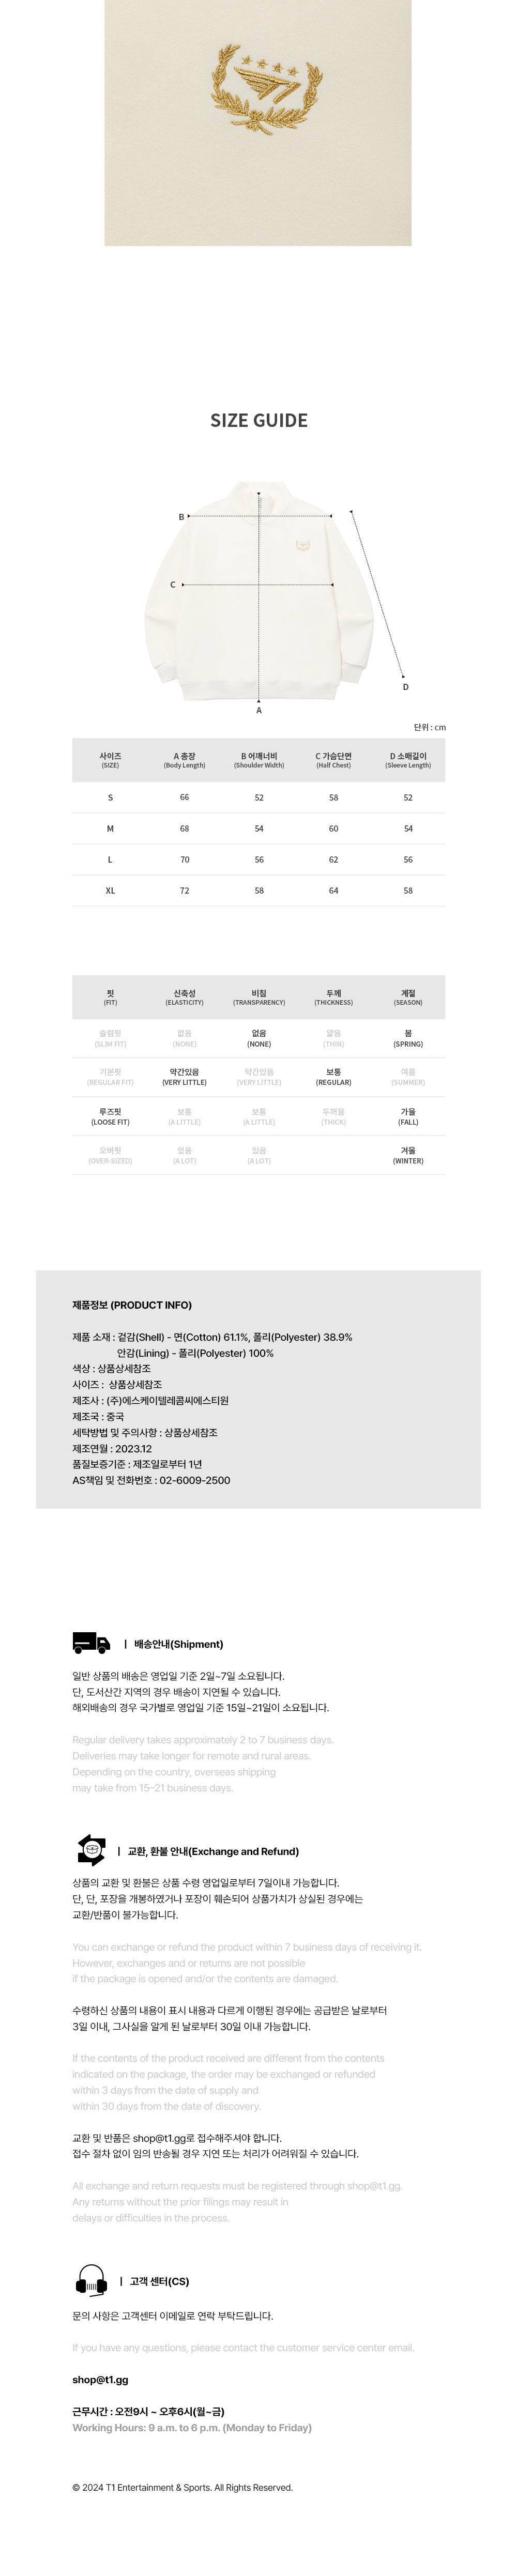 SIZE GUIDE
B
C
D
A
단위 : cm
사이즈 A 총장 B 어깨너비 C 가슴단면 D 소매길이
(SIZE) (Body Length) (Shoulder Width) (Half Chest) (Sleeve Length)
S 66 52 58 52
M 68 54 60 54
L 70 56 62 56
XL 72 58 64 58
핏 신축성 비침 두께 계절
(FIT) (ELASTICITY) (TRANSPARENCY) (THICKNESS) (SEASON)
슬림핏 없음 없음 얇음 봄
(SLIM FIT) (NONE) (NONE) (THIN) (SPRING)
기본핏 약간있음 약간있음 보통 여름
(REGULAR FIT) (VERY LITTLE) (VERY LITTLE) (REGULAR) (SUMMER)
루즈핏 보통 보통 두꺼움 가을
(LOOSE FIT) (A LITTLE) (A LITTLE) (THICK) (FALL)
오버핏 있음 있음 겨울
(OVER-SIZED) (A LOT) (A LOT) (WINTER)
제품정보 (PRODUCT INFO)
제품 소재 : 겉감(Shell) - 면(Cotton) 61.1%, 폴리(Polyester) 38.9%
안감(Lining) - 폴리(Polyester) 100%
색상 : 상품상세참조
사이즈 : 상품상세참조
제조사 : (주)에스케이텔레콤씨에스티원
제조국 : 중국
세탁방법 및 주의사항 : 상품상세참조
제조연월 : 2023.12
품질보증기준 : 제조일로부터 1년
AS책임 및 전화번호 : 02-6009-2500
| 배송안내(Shipment)
일반 상품의 배송은 영업일 기준 2일~7일 소요됩니다.
단, 도서산간 지역의 경우 배송이 지연될 수 있습니다.
해외배송의 경우 국가별로 영업일 기준 15일~21일이 소요됩니다.
Regular delivery takes approximately 2 to 7 business days.
Deliveries may take longer for remote and rural areas.
Depending on the country, overseas shipping
may take from 15–21 business days.
| 교환, 환불 안내(Exchange and Refund)
상품의 교환 및 환불은 상품 수령 영업일로부터 7일이내 가능합니다.
단, 단, 포장을 개봉하였거나 포장이 훼손되어 상품가치가 상실된 경우에는
교환/반품이 불가능합니다.
You can exchange or refund the product within 7 business days of receiving it.
However, exchanges and or returns are not possible
if the package is opened and/or the contents are damaged.
수령하신 상품의 내용이 표시 내용과 다르게 이행된 경우에는 공급받은 날로부터
3일 이내, 그사실을 알게 된 날로부터 30일 이내 가능합니다.
If the contents of the product received are different from the contents
indicated on the package, the order may be exchanged or refunded
within 3 days from the date of supply and
within 30 days from the date of discovery.
교환 및 반품은 shop@t1.gg로 접수해주셔야 합니다.
접수 절차 없이 임의 반송될 경우 지연 또는 처리가 어려워질 수 있습니다.
All exchange and return requests must be registered through shop@t1.gg.
Any returns without the prior filings may result in
delays or difficulties in the process.
| 고객 센터(CS)
문의 사항은 고객센터 이메일로 연락 부탁드립니다.
If you have any questions, please contact the customer service center email.
shop@t1.gg
근무시간 : 오전9시 ~ 오후6시(월~금)
Working Hours: 9 a.m. to 6 p.m. (Monday to Friday)
© 2024 T1 Entertainment & Sports. All Rights Reserved.